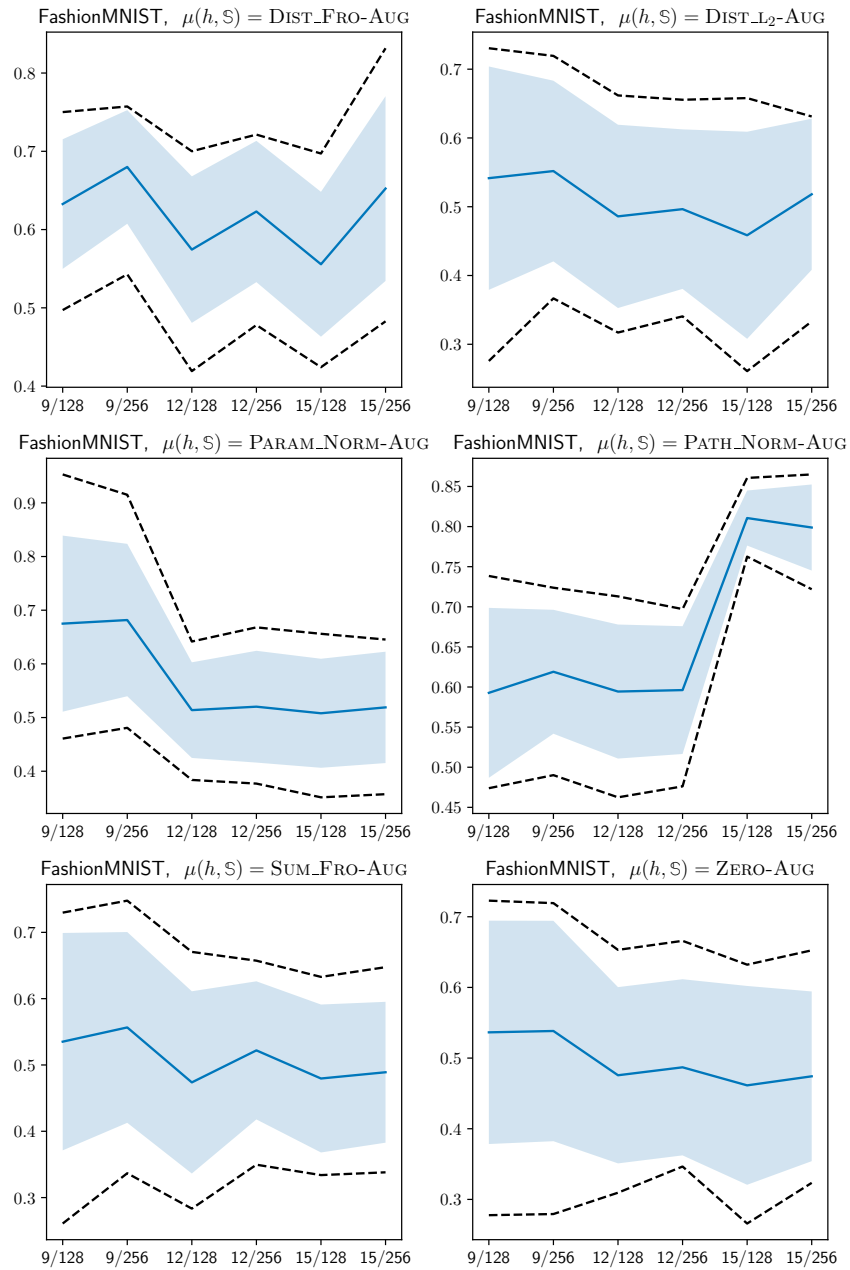 FashionMNIST, μ(h, 𝕊) = DIST_FRO-AUG
0.8
0.7
0.6
0.5
0.4
9/128 9/256 12/128 12/256 15/128 15/256
FashionMNIST, μ(h, 𝕊) = DIST_L₂-AUG
0.7
0.6
0.5
0.4
0.3
9/128 9/256 12/128 12/256 15/128 15/256
FashionMNIST, μ(h, 𝕊) = PARAM_NORM-AUG
0.9
0.8
0.7
0.6
0.5
0.4
9/128 9/256 12/128 12/256 15/128 15/256
FashionMNIST, μ(h, 𝕊) = PATH_NORM-AUG
0.85
0.80
0.75
0.70
0.65
0.60
0.55
0.50
0.45
9/128 9/256 12/128 12/256 15/128 15/256
FashionMNIST, μ(h, 𝕊) = SUM_FRO-AUG
0.7
0.6
0.5
0.4
0.3
9/128 9/256 12/128 12/256 15/128 15/256
FashionMNIST, μ(h, 𝕊) = ZERO-AUG
0.7
0.6
0.5
0.4
0.3
9/128 9/256 12/128 12/256 15/128 15/256